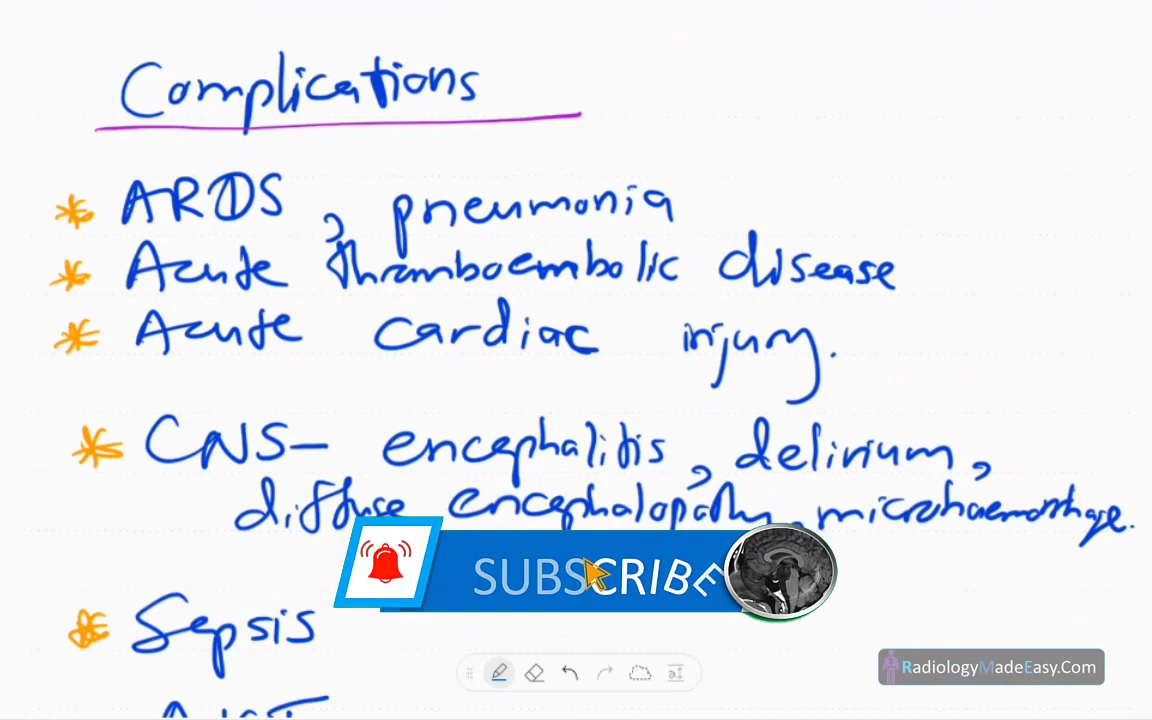 Complications
* ARDS, pneumonia
* Acute thromboembolic disease
* Acute cardiac injury.
* CNS- encephalitis, delirium,
diffuse encephalopathy, microhaemorrhage.
SUBSCRIBE
* Sepsis
RadiologyMadeEasy.Com